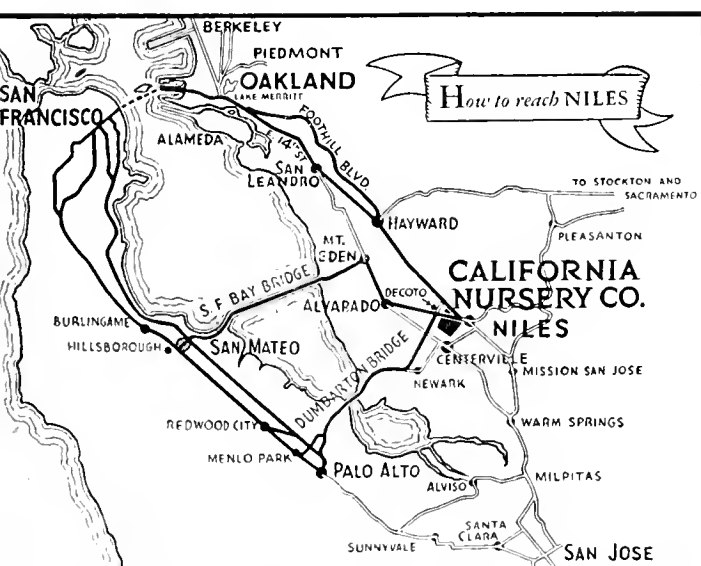 BERKELEY
PIEDMONT
OAKLAND
LAKE MERRITT
SAN
FRANCISCO
How to reach NILES
ALAMEDA
E. 14TH ST
FOOTHILL BLVD.
SAN
LEANDRO
TO STOCKTON AND
SACRAMENTO
HAYWARD
PLEASANTON
MT.
EDEN
S. F. BAY BRIDGE
DECOTO
ALVARADO
CALIFORNIA
NURSERY CO.
NILES
BURLINGAME
HILLSBOROUGH
SAN MATEO
CENTERVILLE
DUMBARTON BRIDGE
NEWARK
MISSION SAN JOSE
REDWOOD CITY
WARM SPRINGS
MENLO PARK
PALO ALTO
ALVISO
MILPITAS
SANTA
CLARA
SUNNYVALE
SAN JOSE